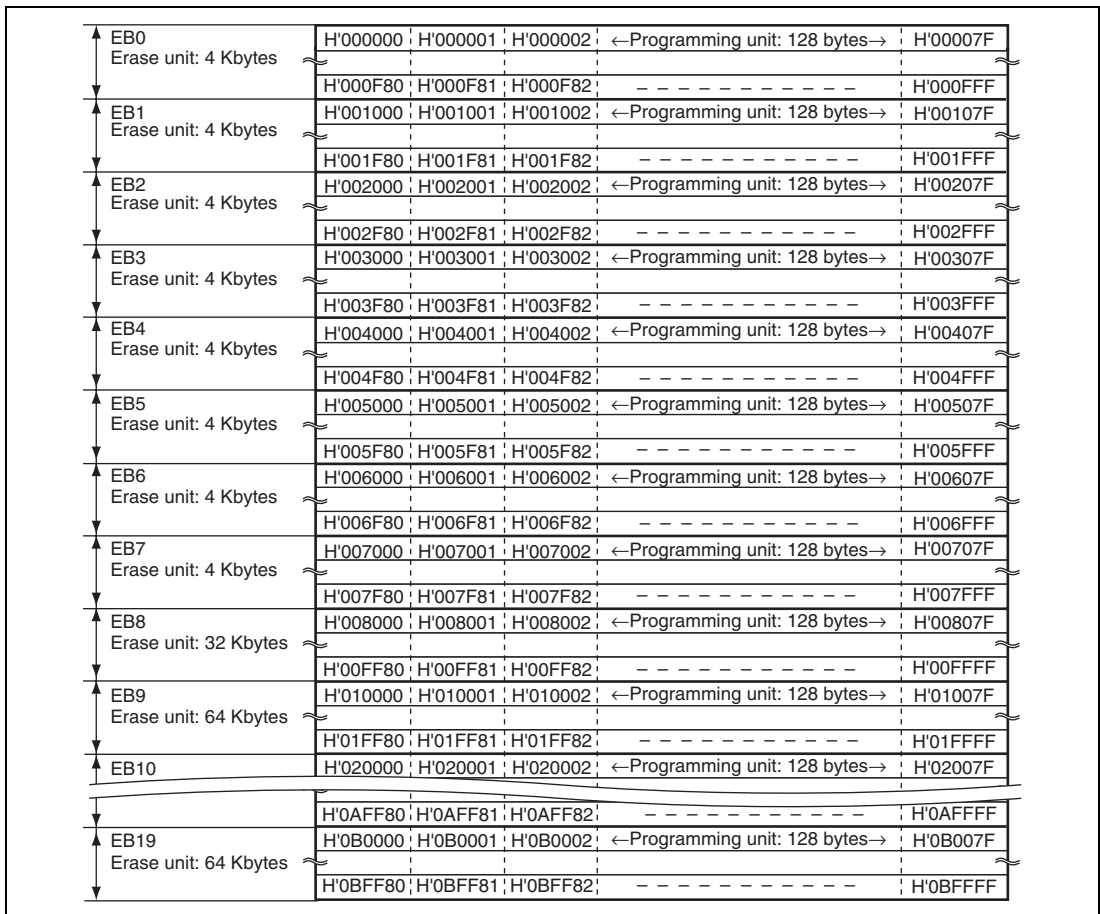 EB0 H'000000 H'000001 H'000002 ←Programming unit: 128 bytes→ H'00007F
Erase unit: 4 Kbytes
H'000F80 H'000F81 H'000F82 – – – – – – – – – – – H'000FFF
EB1 H'001000 H'001001 H'001002 ←Programming unit: 128 bytes→ H'00107F
Erase unit: 4 Kbytes
H'001F80 H'001F81 H'001F82 – – – – – – – – – – – H'001FFF
EB2 H'002000 H'002001 H'002002 ←Programming unit: 128 bytes→ H'00207F
Erase unit: 4 Kbytes
H'002F80 H'002F81 H'002F82 – – – – – – – – – – – H'002FFF
EB3 H'003000 H'003001 H'003002 ←Programming unit: 128 bytes→ H'00307F
Erase unit: 4 Kbytes
H'003F80 H'003F81 H'003F82 – – – – – – – – – – – H'003FFF
EB4 H'004000 H'004001 H'004002 ←Programming unit: 128 bytes→ H'00407F
Erase unit: 4 Kbytes
H'004F80 H'004F81 H'004F82 – – – – – – – – – – – H'004FFF
EB5 H'005000 H'005001 H'005002 ←Programming unit: 128 bytes→ H'00507F
Erase unit: 4 Kbytes
H'005F80 H'005F81 H'005F82 – – – – – – – – – – – H'005FFF
EB6 H'006000 H'006001 H'006002 ←Programming unit: 128 bytes→ H'00607F
Erase unit: 4 Kbytes
H'006F80 H'006F81 H'006F82 – – – – – – – – – – – H'006FFF
EB7 H'007000 H'007001 H'007002 ←Programming unit: 128 bytes→ H'00707F
Erase unit: 4 Kbytes
H'007F80 H'007F81 H'007F82 – – – – – – – – – – – H'007FFF
EB8 H'008000 H'008001 H'008002 ←Programming unit: 128 bytes→ H'00807F
Erase unit: 32 Kbytes
H'00FF80 H'00FF81 H'00FF82 – – – – – – – – – – – H'00FFFF
EB9 H'010000 H'010001 H'010002 ←Programming unit: 128 bytes→ H'01007F
Erase unit: 64 Kbytes
H'01FF80 H'01FF81 H'01FF82 – – – – – – – – – – – H'01FFFF
EB10 H'020000 H'020001 H'020002 ←Programming unit: 128 bytes→ H'02007F
H'0AFF80 H'0AFF81 H'0AFF82 – – – – – – – – – – – H'0AFFFF
EB19 H'0B0000 H'0B0001 H'0B0002 ←Programming unit: 128 bytes→ H'0B007F
Erase unit: 64 Kbytes
H'0BFF80 H'0BFF81 H'0BFF82 – – – – – – – – – – – H'0BFFFF